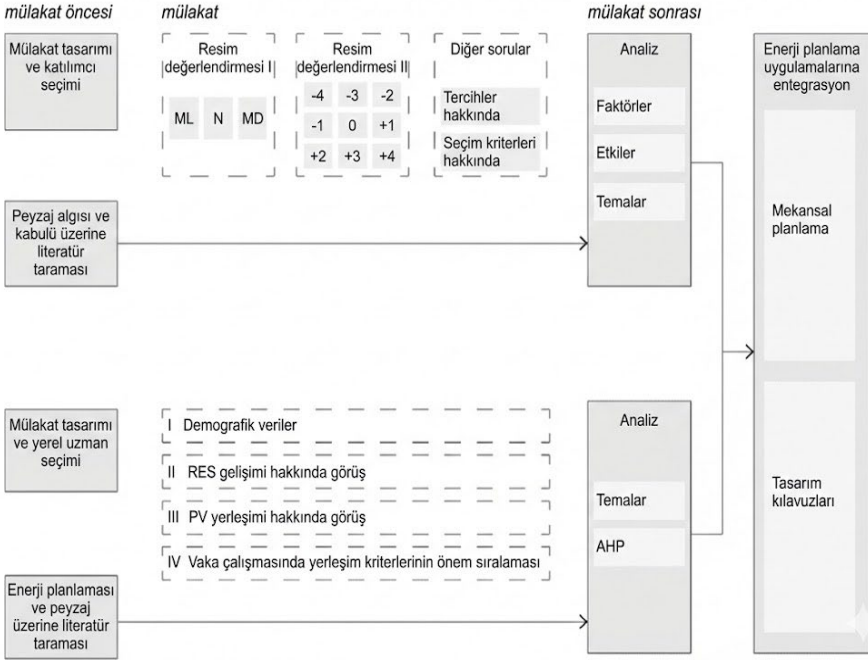 mülakat öncesi
mülakat
mülakat sonrası
Mülakat tasarımı
ve katılımcı
seçimi
Resim
değerlendirmesi I
ML N MD
Resim
değerlendirmesi II
-4 -3 -2
-1 0 +1
+2 +3 +4
Diğer sorular
Tercihler
hakkında
Seçim kriterleri
hakkında
Analiz
Faktörler
Etkiler
Temalar
Enerji planlama
uygulamalarına
entegrasyon
Mekansal
planlama
Tasarım
kılavuzları
Peyzaj algısı ve
kabulü üzerine
literatür
taraması
Mülakat tasarımı
ve yerel uzman
seçimi
I Demografik veriler
II RES gelişimi hakkında görüş
III PV yerleşimi hakkında görüş
IV Vaka çalışmasında yerleşim kriterlerinin önem sıralaması
Analiz
Temalar
AHP
Enerji planlaması
ve peyzaj
üzerine literatür
taraması